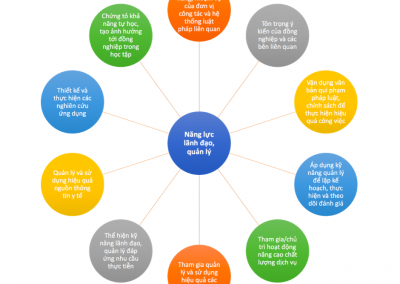 của đơn vị
công tác và hệ
thống luật
pháp liên quan
Tôn trọng ý
kiến của đồng
nghiệp và các
bên liên quan
Vận dụng văn
bản qui phạm
pháp luật,
chính sách để
thực hiện hiệu
quả công việc
Áp dụng kỹ
năng quản lý
để lập kế
hoạch, thực
hiện và theo
dõi đánh giá
Tham gia/chủ
trì hoạt động
nâng cao chất
lượng dịch vụ
Tham gia quản
lý và sử dụng
hiệu quả các
Thể hiện kỹ
năng lãnh đạo,
quản lý đáp
ứng nhu cầu
thực tiễn
Quản lý và sử
dụng hiệu quả
nguồn thông
tin y tế
Thiết kế và
thực hiện các
nghiên cứu
ứng dụng
Chứng tỏ khả
năng tự học,
tạo ảnh hưởng
tới đồng
nghiệp trong
học tập
Năng lực
lãnh đạo,
quản lý